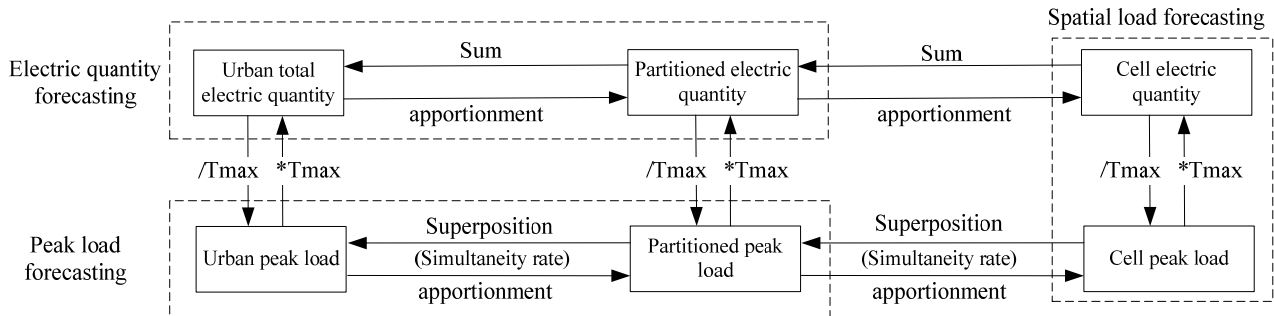 Spatial load forecasting
Electric quantity
forecasting
Urban total
electric quantity
Sum
apportionment
Partitioned electric
quantity
Sum
apportionment
Cell electric
quantity
/Tmax
*Tmax
/Tmax
*Tmax
/Tmax
*Tmax
Peak load
forecasting
Urban peak load
Superposition
(Simultaneity rate)
apportionment
Partitioned peak
load
Superposition
(Simultaneity rate)
apportionment
Cell peak load